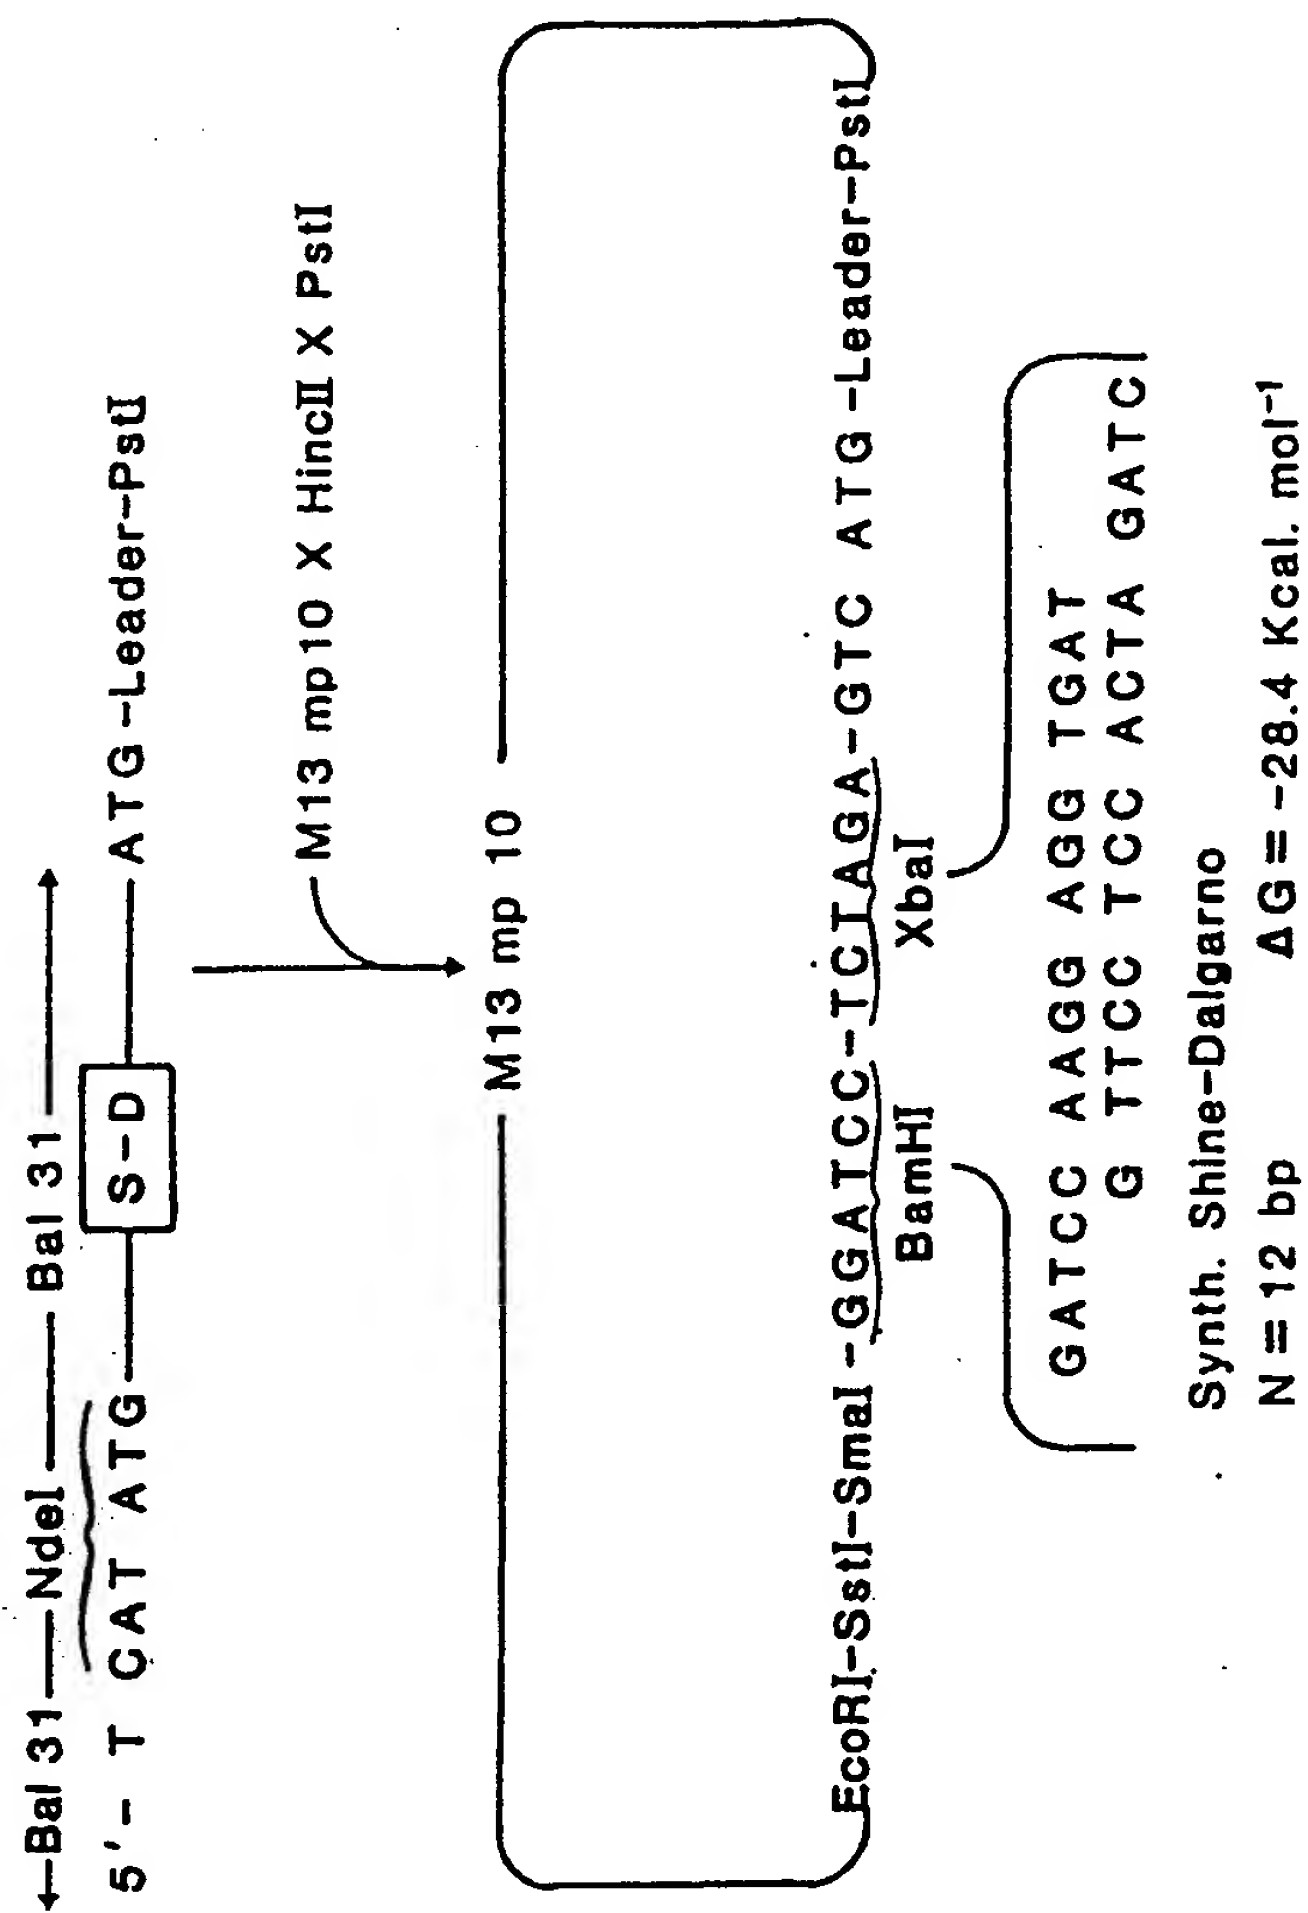 Bal 31 NdeI Bal 31
5'- T CAT ATG S-D ATG -Leader-PstI
M13 mp10 X HincII X PstI
M13 mp 10
EcoRI-SstI-SmaI -GGATCC-TCTAGA-GTC ATG -Leader-PstI
BamHI XbaI
GATCC AAGG AGG TGAT
G TTCC TCC ACTA GATC
Synth. Shine-Dalgarno
N = 12 bp ΔG = -28.4 Kcal. mol⁻¹